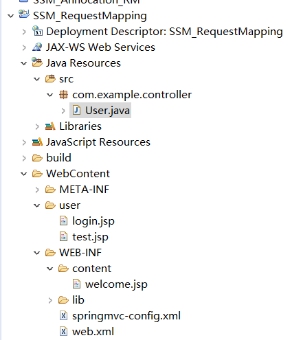 SSM_RequestMapping
Deployment Descriptor: SSM_RequestMapping
JAX-WS Web Services
Java Resources
src
com.example.controller
User.java
Libraries
JavaScript Resources
build
WebContent
META-INF
user
login.jsp
test.jsp
WEB-INF
content
welcome.jsp
lib
springmvc-config.xml
web.xml